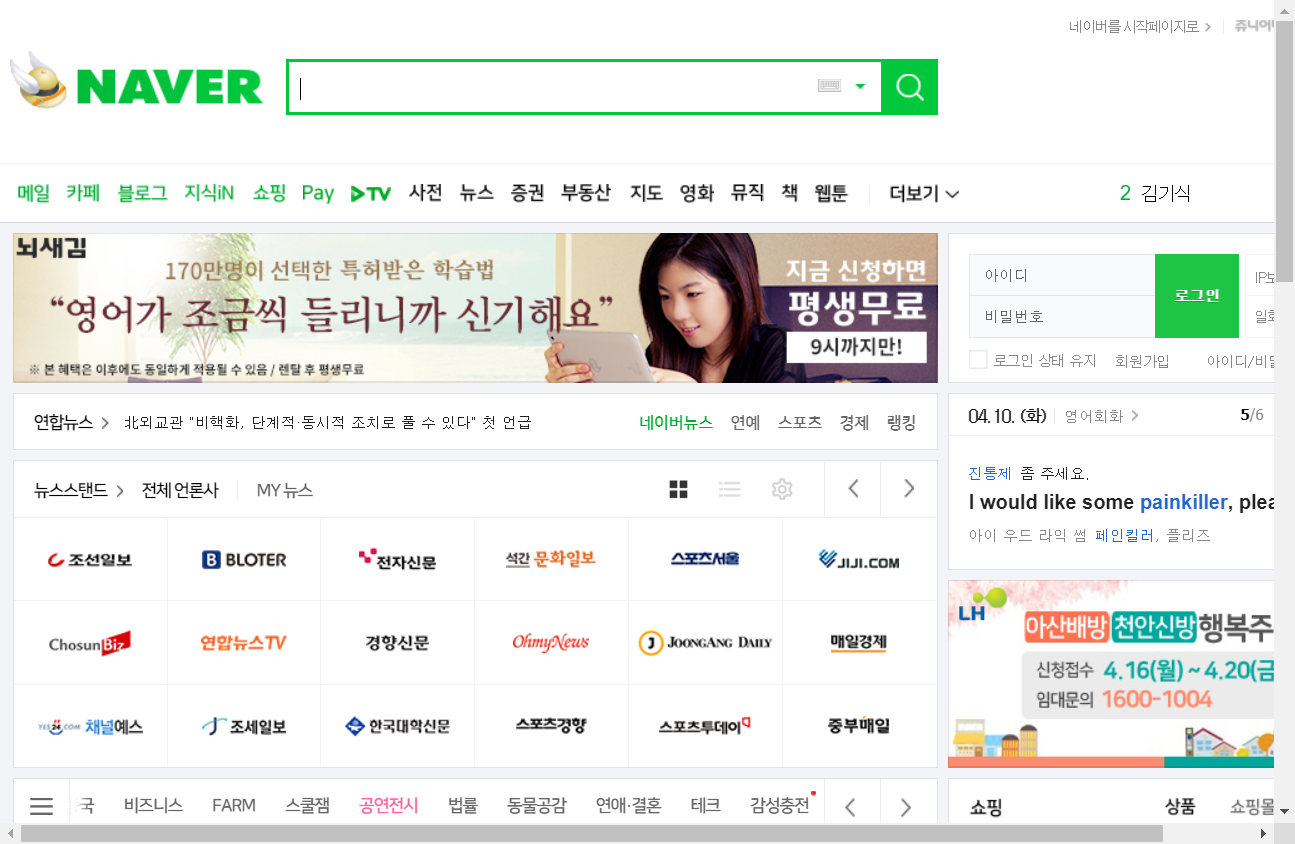 네이버를 시작페이지로
NAVER
메일 카페 블로그 지식iN 쇼핑 Pay TV 사전 뉴스 증권 부동산 지도 영화 뮤직 책 웹툰 더보기
2 김기식
뇌새김
170만명이 선택한 특허받은 학습법
“영어가 조금씩 들리니까 신기해요”
※ 본 혜택은 이후에도 동일하게 적용될 수 있음 / 렌탈 후 평생무료
지금 신청하면
평생무료
9시까지만!
아이디
비밀번호
로그인
로그인 상태 유지 회원가입 아이디/비밀
연합뉴스 北외교관 "비핵화, 단계적·동시적 조치로 풀 수 있다" 첫 언급
네이버뉴스 연예 스포츠 경제 랭킹
04.10. (화) 영어회화 5/6
진통제 좀 주세요.
I would like some painkiller, plea
아이 우드 라익 썸 페인킬러, 플리즈
뉴스스탠드 전체 언론사 MY 뉴스
조선일보 BLOTER 전자신문 석간 문화일보 스포츠서울 JIJI.COM
ChosunBiz 연합뉴스TV 경향신문 OhmyNews JOONGANG DAILY 매일경제
YES24.COM 채널예스 조세일보 한국대학신문 스포츠경향 스포츠투데이 중부매일
LH
아산배방 천안신방 행복주
신청접수 4.16(월) ~ 4.20(금
임대문의 1600-1004
국 비즈니스 FARM 스쿨잼 공연전시 법률 동물공감 연애·결혼 테크 감성충전
쇼핑 상품 쇼핑몰